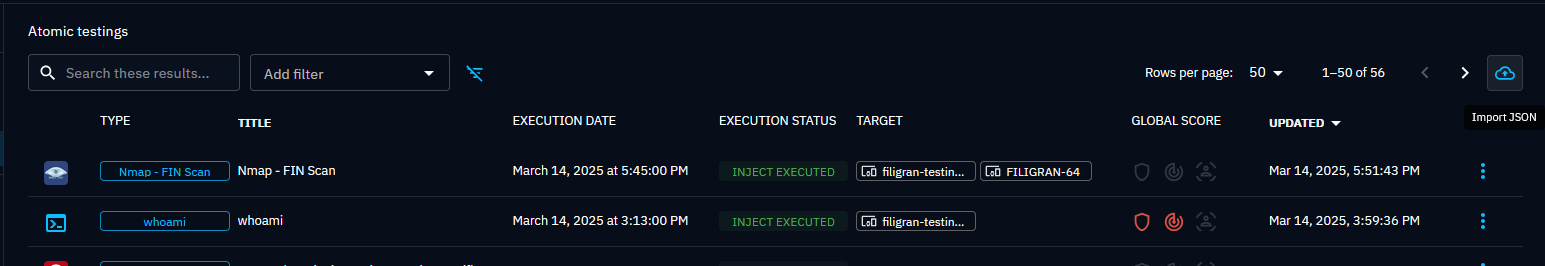 Atomic testings
Search these results... Add filter Rows per page: 50 1–50 of 56
Import JSON
TYPE TITLE EXECUTION DATE EXECUTION STATUS TARGET GLOBAL SCORE UPDATED
Nmap - FIN Scan Nmap - FIN Scan March 14, 2025 at 5:45:00 PM INJECT EXECUTED filigran-testin... FILIGRAN-64 Mar 14, 2025, 5:51:43 PM
whoami whoami March 14, 2025 at 3:13:00 PM INJECT EXECUTED filigran-testin... Mar 14, 2025, 3:59:36 PM